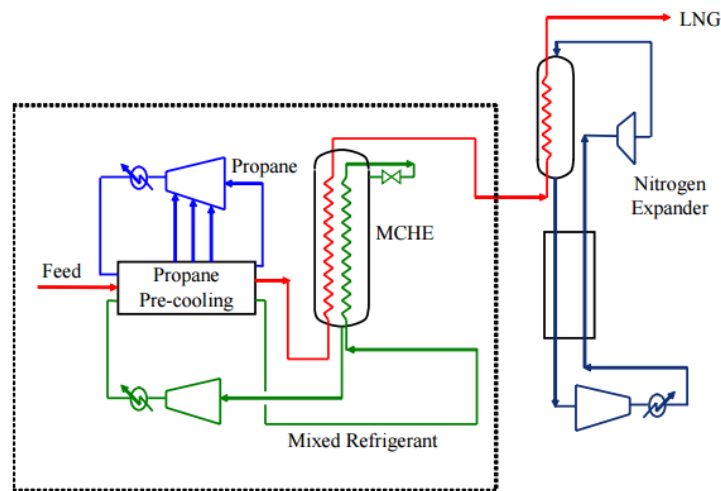 LNG
Propane
Nitrogen
Expander
MCHE
Feed
Propane
Pre-cooling
Mixed Refrigerant